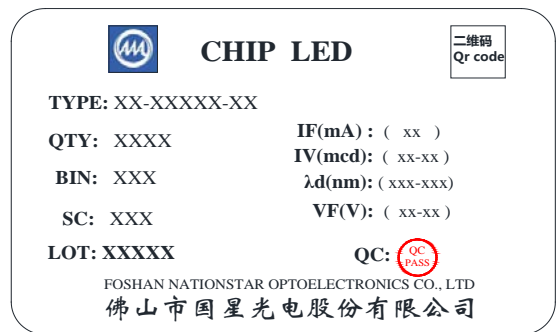 CHIP LED
二维码
Qr code
TYPE: XX-XXXXX-XX
QTY: XXXX
BIN: XXX
SC: XXX
LOT: XXXXX
IF(mA) : ( xx )
IV(mcd): ( xx-xx )
λd(nm): ( xxx-xxx)
VF(V): ( xx-xx )
QC:
QC
PASS
FOSHAN NATIONSTAR OPTOELECTRONICS CO., LTD
佛山市国星光电股份有限公司